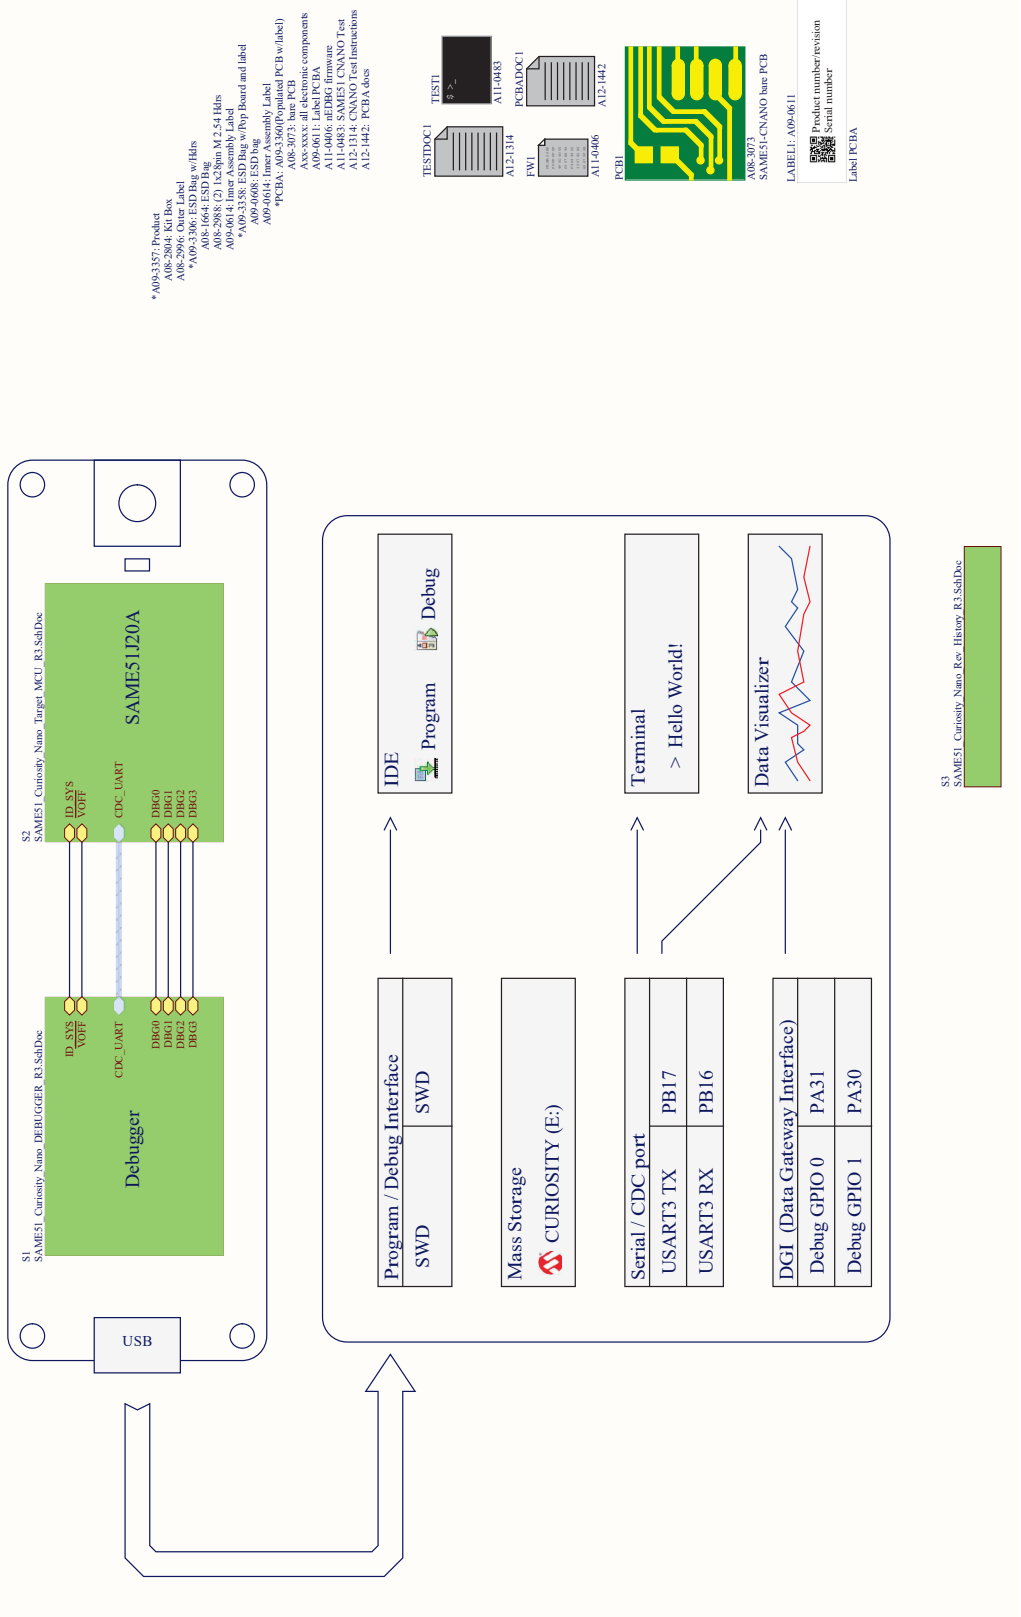 S1
SAME51_Curiosity_Nano_DEBUGGER_R3.SchDoc
Debugger
ID_SYS
VOFF
CDC_UART
DBG0
DBG1
DBG2
DBG3
USB
S2
SAME51_Curiosity_Nano_Target_MCU_R3.SchDoc
SAME51J20A
ID_SYS
VOFF
CDC_UART
DBG0
DBG1
DBG2
DBG3
*A09-3357: Product
A08-2804: Kit Box
A08-2996: Outer Label
*A09-3306: ESD Bag w/Hdrs
A08-1664: ESD Bag
A08-2988: (2) 1x28pin M 2.54 Hdrs
A09-0614: Inner Assembly Label
*A09-3358: ESD Bag w/Pop Board and label
A09-0608: ESD bag
A09-0614: Inner Assembly Label
*PCBA: A09-3360(Populated PCB w/label)
A08-3073: bare PCB
Axx-xxxx: all electronic components
A09-0611: Label PCBA
A11-0406: nEDBG firmware
A11-0483: SAME51 CNANO Test
A12-1314: CNANO Test Instructions
A12-1442: PCBA docs
Program / Debug Interface
SWD
SWD
IDE
Program
Debug
Mass Storage
CURIOSITY (E:)
Serial / CDC port
USART3 TX
PB17
USART3 RX
PB16
Terminal
> Hello World!
Data Visualizer
DGI (Data Gateway Interface)
Debug GPIO 0
PA31
Debug GPIO 1
PA30
TESTDOC1
A12-1314
TEST1
$ >_
A11-0483
FW1
A11-0406
PCBADOC1
A12-1442
PCB1
A08-3073
SAME51-CNANO bare PCB
LABEL1: A09-0611
Product number/revision
Serial number
Label PCBA
S3
SAME51_Curiosity_Nano_Rev_History_R3.SchDoc